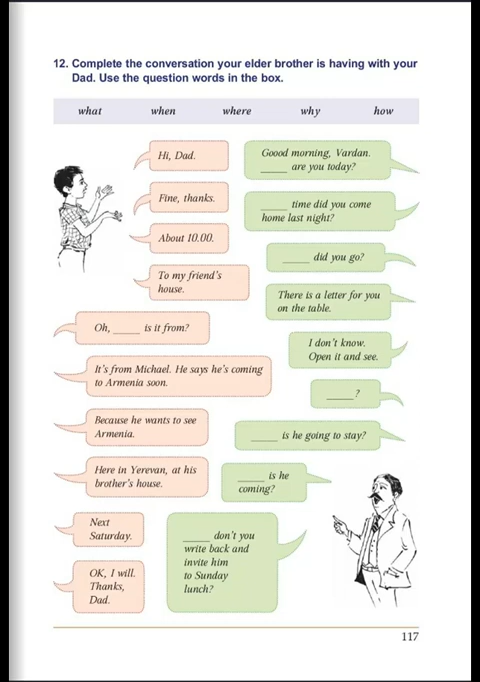 12. Complete the conversation your elder brother is having with your
Dad. Use the question words in the box.
what when where why how
Hi, Dad.
Goood morning, Vardan.
_____ are you today?
Fine, thanks.
_____ time did you come
home last night?
About 10.00.
_____ did you go?
To my friend's
house.
There is a letter for you
on the table.
Oh, _____ is it from?
I don't know.
Open it and see.
It's from Michael. He says he's coming
to Armenia soon.
_____?
Because he wants to see
Armenia.
_____ is he going to stay?
Here in Yerevan, at his
brother's house.
_____ is he
coming?
Next
Saturday.
_____ don't you
write back and
invite him
to Sunday
lunch?
OK, I will.
Thanks,
Dad.
117